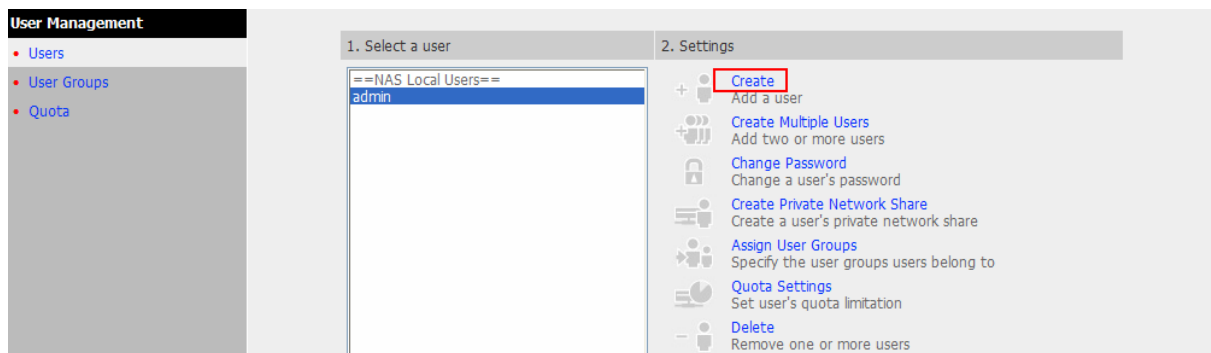 User Management
• Users
• User Groups
• Quota
1. Select a user
==NAS Local Users==
admin
2. Settings
Create
Add a user
Create Multiple Users
Add two or more users
Change Password
Change a user's password
Create Private Network Share
Create a user's private network share
Assign User Groups
Specify the user groups users belong to
Quota Settings
Set user's quota limitation
Delete
Remove one or more users